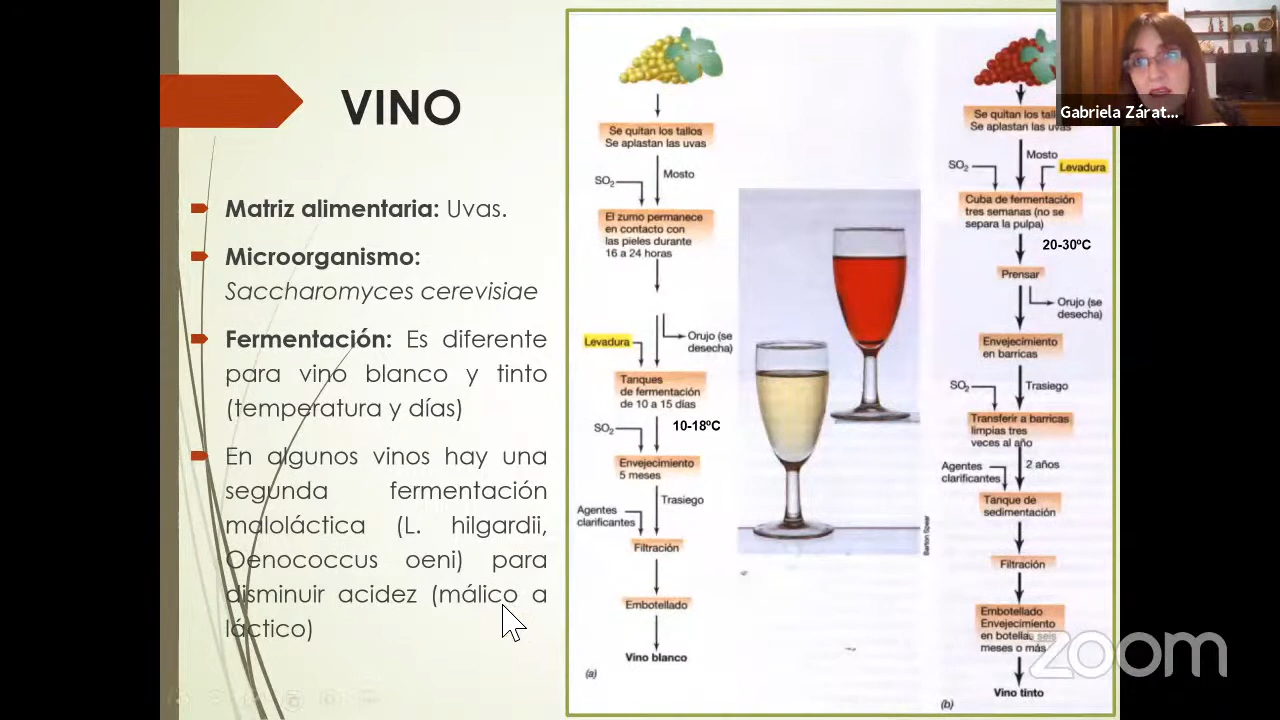 VINO
Matriz alimentaria: Uvas.
Microorganismo:
Saccharomyces cerevisiae
Fermentación: Es diferente
para vino blanco y tinto
(temperatura y días)
En algunos vinos hay una
segunda fermentación
maloláctica (L. hilgardii,
Oenococcus oeni) para
disminuir acidez (málico a
láctico)
Se quitan los tallos
Se aplastan las uvas
Mosto
SO₂
El zumo permanece
en contacto con
las pieles durante
16 a 24 horas
Orujo (se
desecha)
Levadura
Tanques
de fermentación
de 10 a 15 días
10-18ºC
SO₂
Envejecimiento
5 meses
Trasiego
Agentes
clarificantes
Filtración
Embotellado
Vino blanco
(a)
Barton Spear
Se quitan los tall
Se aplastan las uvas
Mosto
SO₂
Levadura
Cuba de fermentación
tres semanas (no se
separa la pulpa)
20-30ºC
Prensar
Orujo (se
desecha)
Envejecimiento
en barricas
SO₂
Trasiego
Transferir a barricas
limpias tres
veces al año
Agentes
clarificantes
2 años
Tanque de
sedimentación
Filtración
Embotellado
Envejecimiento
en botellas seis
meses o más
Vino tinto
(b)
Gabriela Zárat...
zoom